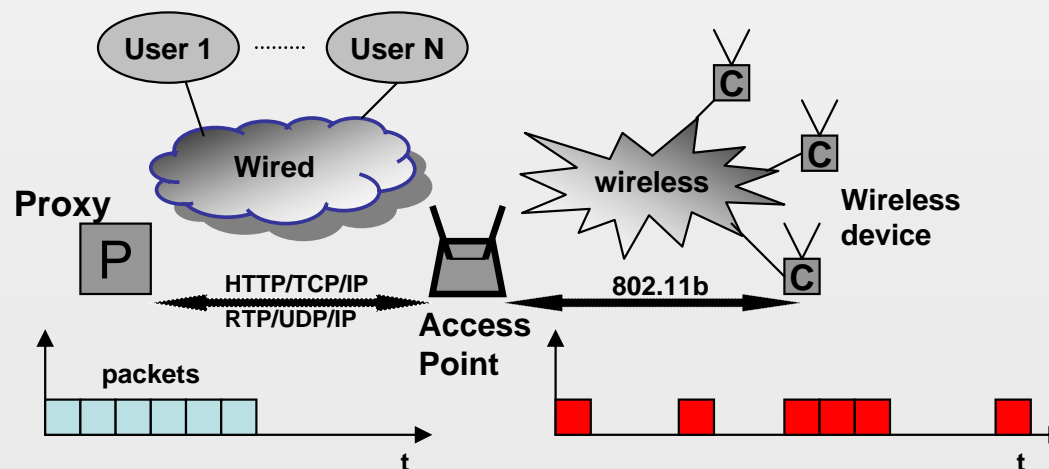 User 1 ......... User N
C
Wired
C
wireless
Proxy
Wireless
device
P
C
HTTP/TCP/IP
802.11b
RTP/UDP/IP
Access
Point
packets
t
t